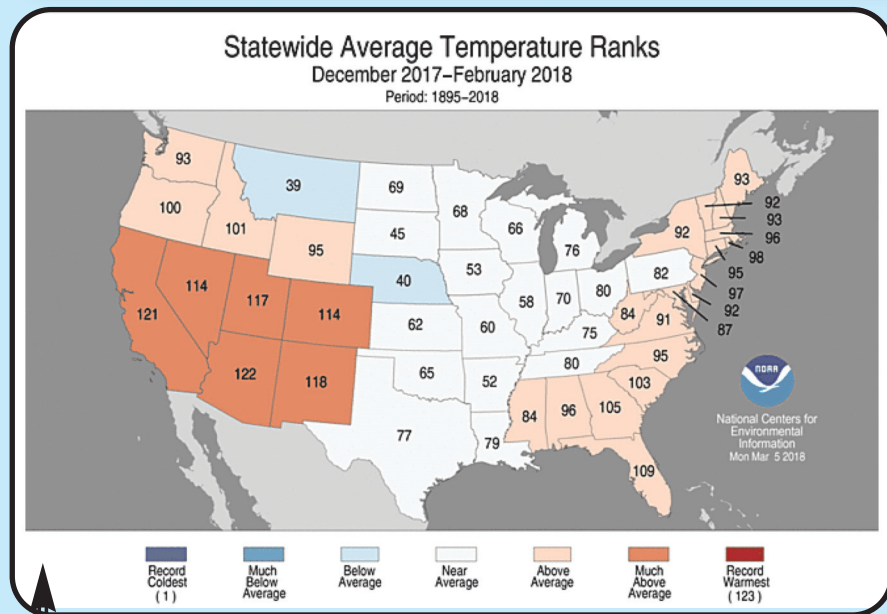 Statewide Average Temperature Ranks
December 2017–February 2018
Period: 1895–2018
93
39
69
68
100
101
95
45
66
76
92
93
92
93
96
98
95
97
92
87
114
117
114
40
53
58
70
80
82
84
91
121
62
60
75
95
122
118
65
52
80
103
77
79
84
96
105
109
NOAA
National Centers for
Environmental
Information
Mon Mar 5 2018
Record
Coldest
(1)
Much
Below
Average
Below
Average
Near
Average
Above
Average
Much
Above
Average
Record
Warmest
(123)